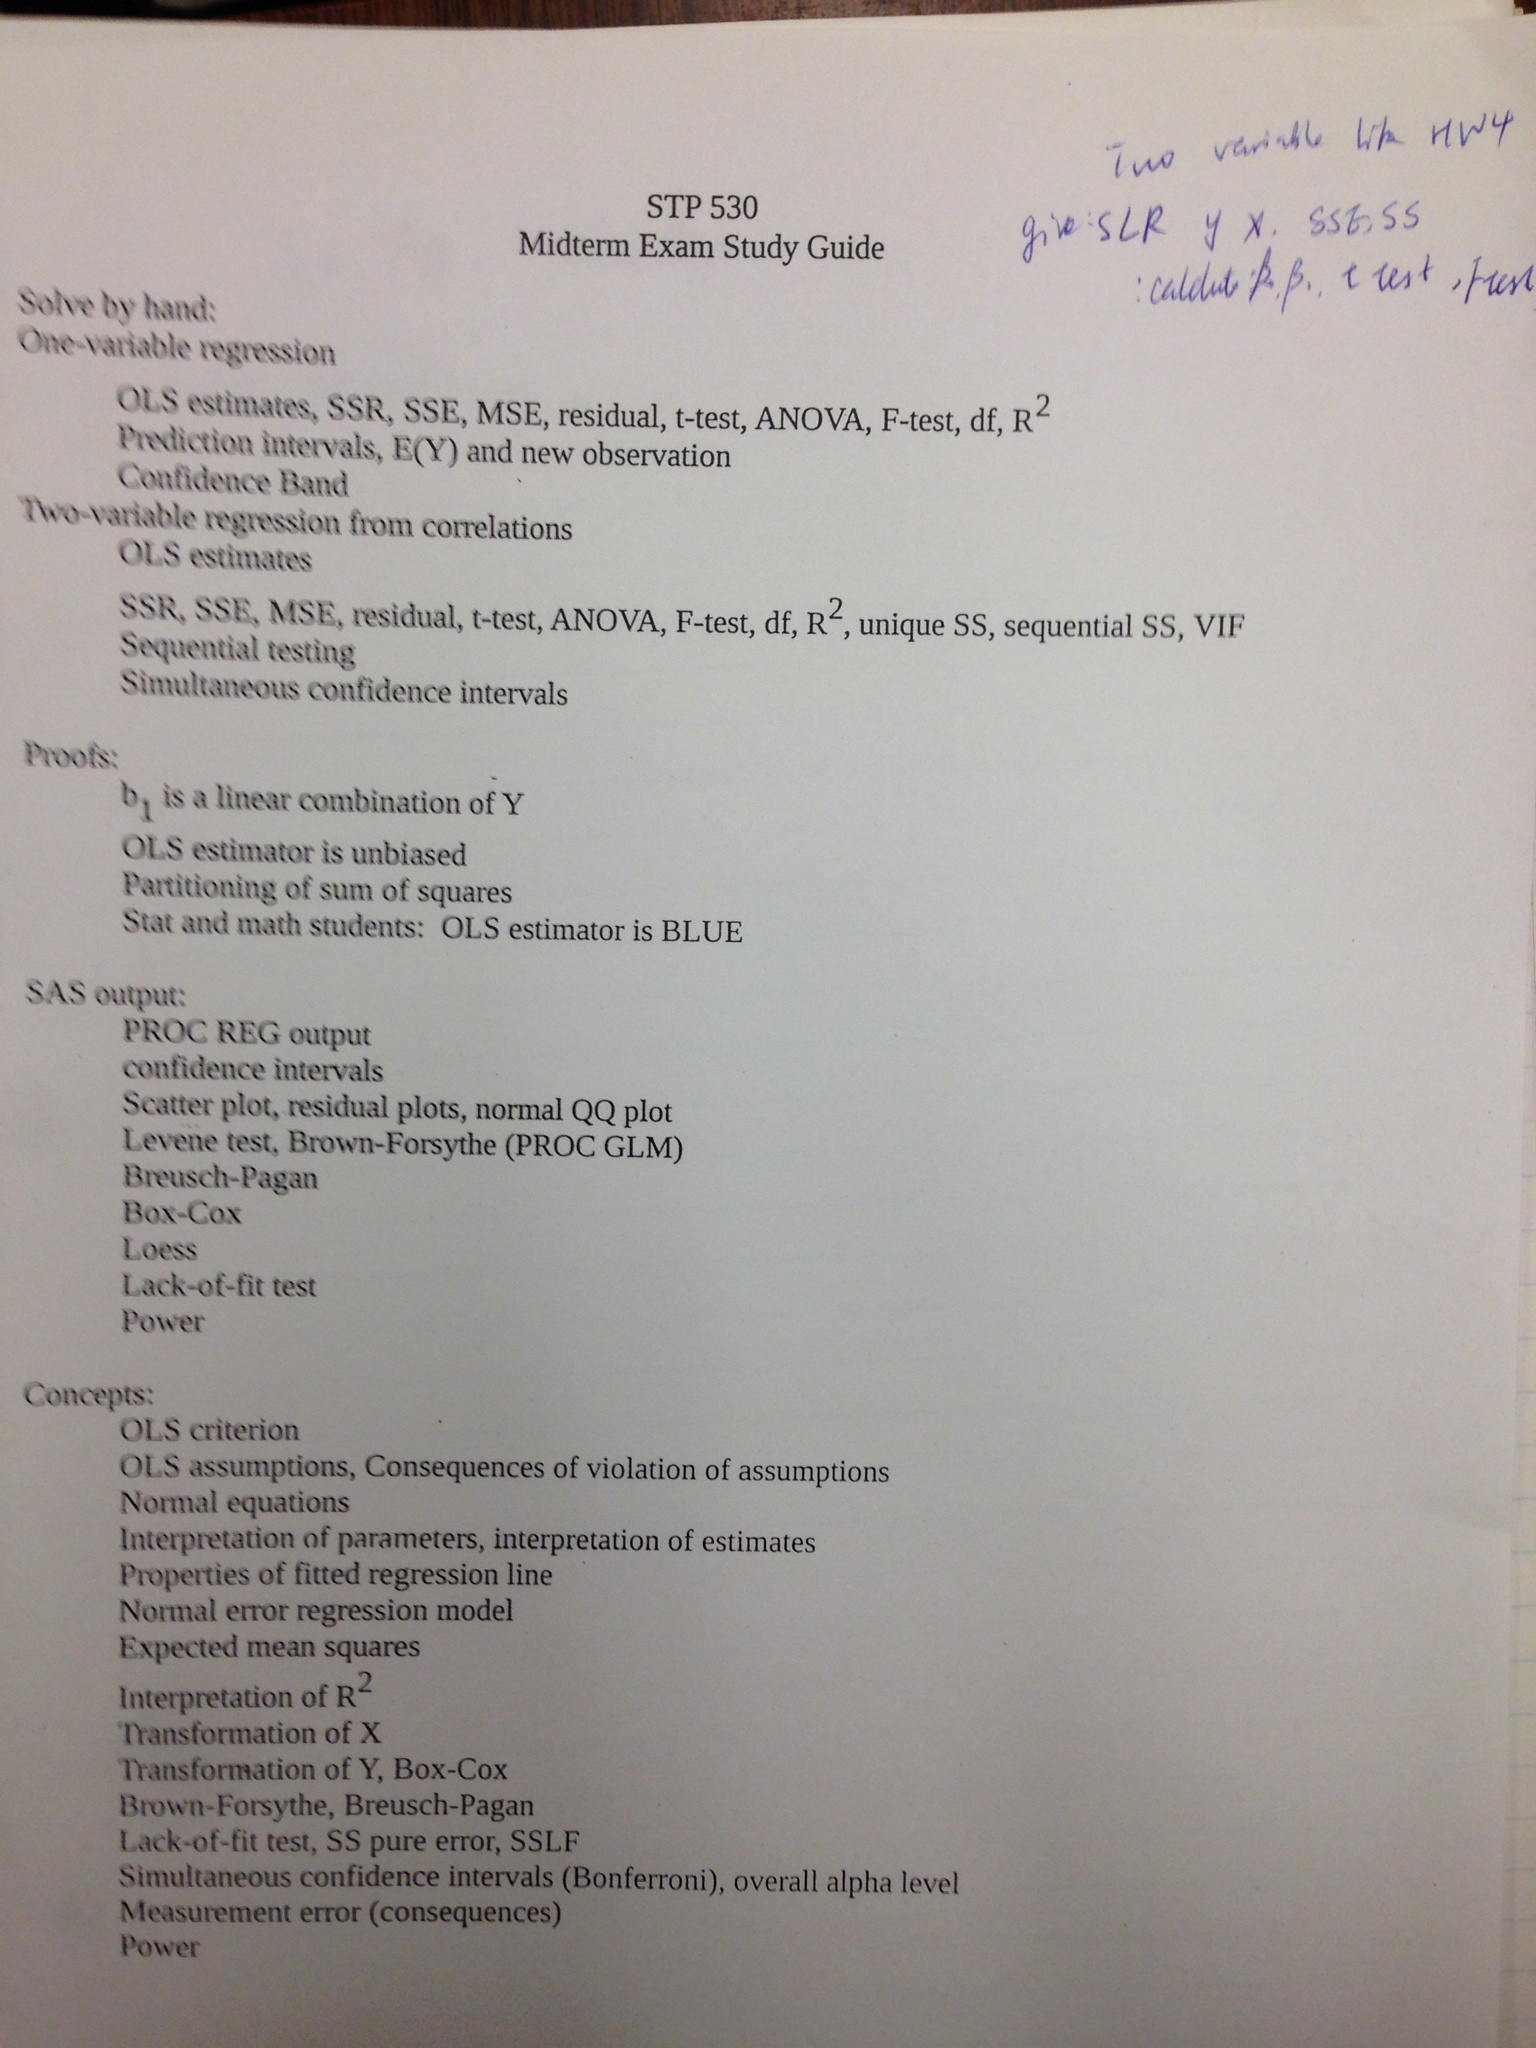 Two variable like HW4
give: SLR y x. SSE, SS
: β₀, β₁, t test, F test
STP 530
Midterm Exam Study Guide
Solve by hand:
One-variable regression
OLS estimates, SSR, SSE, MSE, residual, t-test, ANOVA, F-test, df, R²
Prediction intervals, E(Y) and new observation
Confidence Band
Two-variable regression from correlations
OLS estimates
SSR, SSE, MSE, residual, t-test, ANOVA, F-test, df, R², unique SS, sequential SS, VIF
Sequential testing
Simultaneous confidence intervals
Proofs:
b₁ is a linear combination of Y
OLS estimator is unbiased
Partitioning of sum of squares
Stat and math students: OLS estimator is BLUE
SAS output:
PROC REG output
confidence intervals
Scatter plot, residual plots, normal QQ plot
Levene test, Brown-Forsythe (PROC GLM)
Breusch-Pagan
Box-Cox
Loess
Lack-of-fit test
Power
Concepts:
OLS criterion
OLS assumptions, Consequences of violation of assumptions
Normal equations
Interpretation of parameters, interpretation of estimates
Properties of fitted regression line
Normal error regression model
Expected mean squares
Interpretation of R²
Transformation of X
Transformation of Y, Box-Cox
Brown-Forsythe, Breusch-Pagan
Lack-of-fit test, SS pure error, SSLF
Simultaneous confidence intervals (Bonferroni), overall alpha level
Measurement error (consequences)
Power